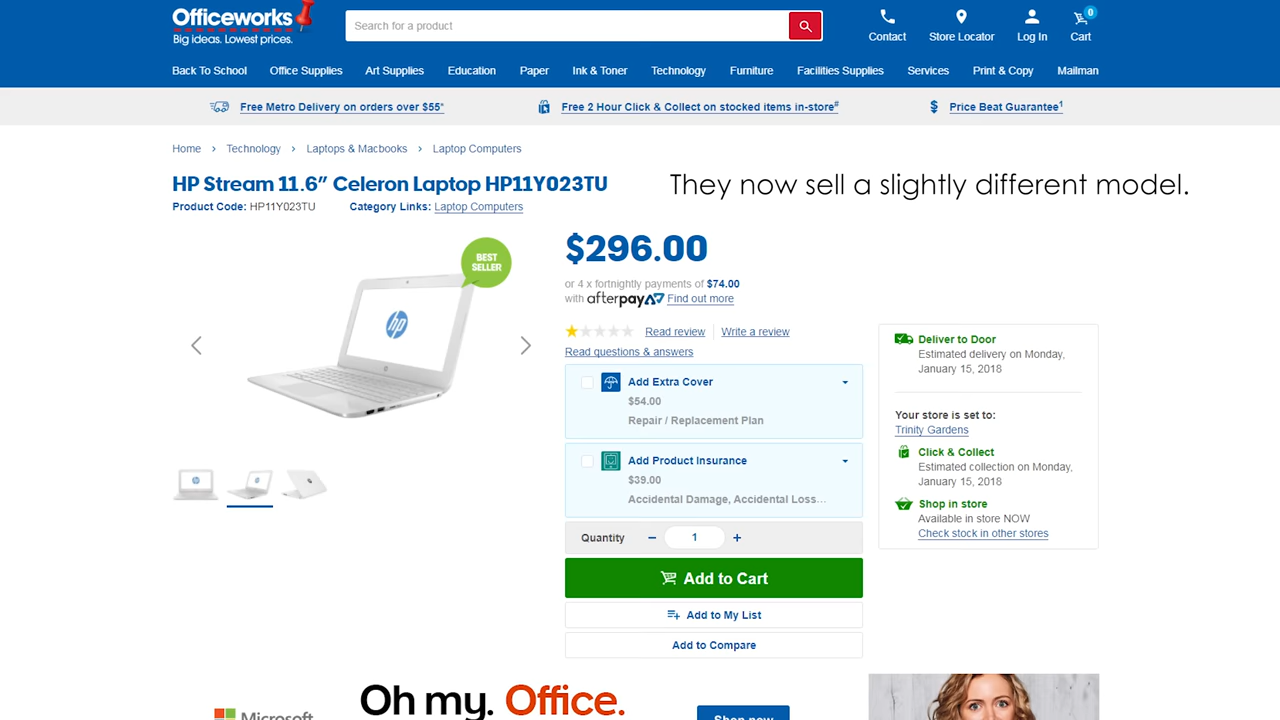 Officeworks
Big ideas. Lowest prices.
Search for a product
Contact
Store Locator
Log In
0
Cart
Back To School
Office Supplies
Art Supplies
Education
Paper
Ink & Toner
Technology
Furniture
Facilities Supplies
Services
Print & Copy
Mailman
Free Metro Delivery on orders over $55^
Free 2 Hour Click & Collect on stocked items in-store#
Price Beat Guarantee1
Home > Technology > Laptops & Macbooks > Laptop Computers
HP Stream 11.6” Celeron Laptop HP11Y023TU
They now sell a slightly different model.
Product Code: HP11Y023TU
Category Links: Laptop Computers
BEST
SELLER
hp
$296.00
or 4 x fortnightly payments of $74.00
with afterpay Find out more
Read review
Write a review
Read questions & answers
Add Extra Cover
$54.00
Repair / Replacement Plan
Add Product Insurance
$39.00
Accidental Damage, Accidental Loss...
Quantity
− 1 +
Add to Cart
Add to My List
Add to Compare
Deliver to Door
Estimated delivery on Monday,
January 15, 2018
Your store is set to:
Trinity Gardens
Click & Collect
Estimated collection on Monday,
January 15, 2018
Shop in store
Available in store NOW
Check stock in other stores
Microsoft
Oh my. Office.
Shop now